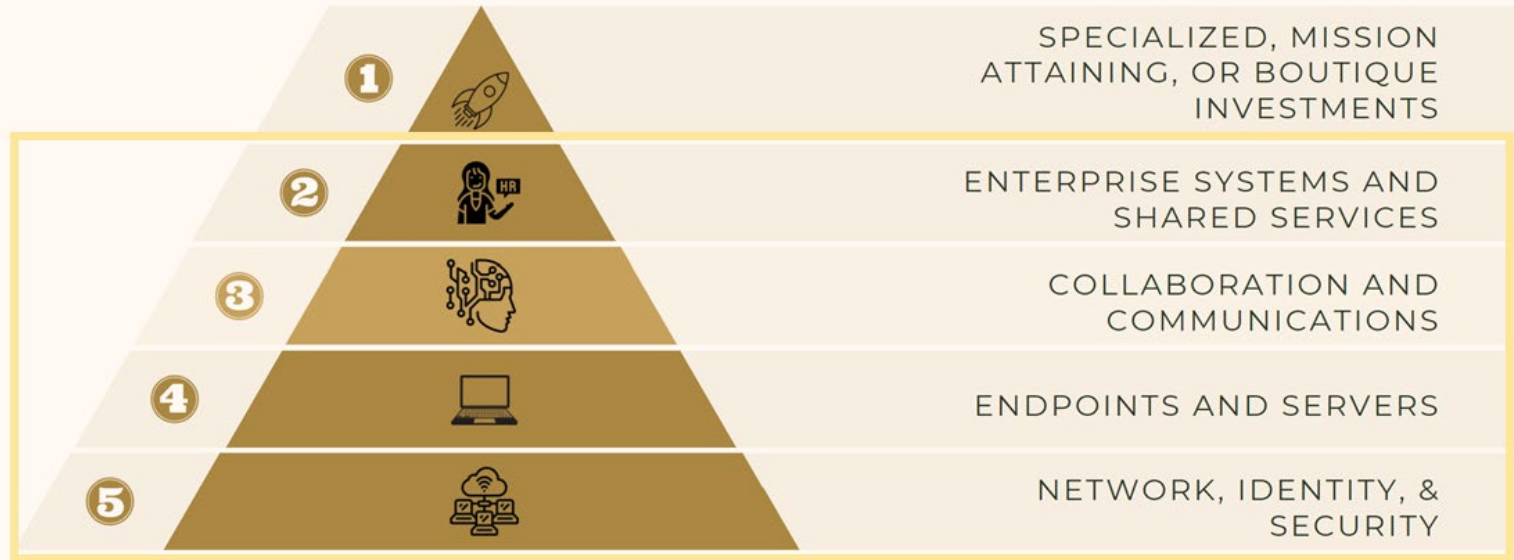 1
SPECIALIZED, MISSION
ATTAINING, OR BOUTIQUE
INVESTMENTS
2
HR
ENTERPRISE SYSTEMS AND
SHARED SERVICES
3
COLLABORATION AND
COMMUNICATIONS
4
ENDPOINTS AND SERVERS
5
NETWORK, IDENTITY, &
SECURITY